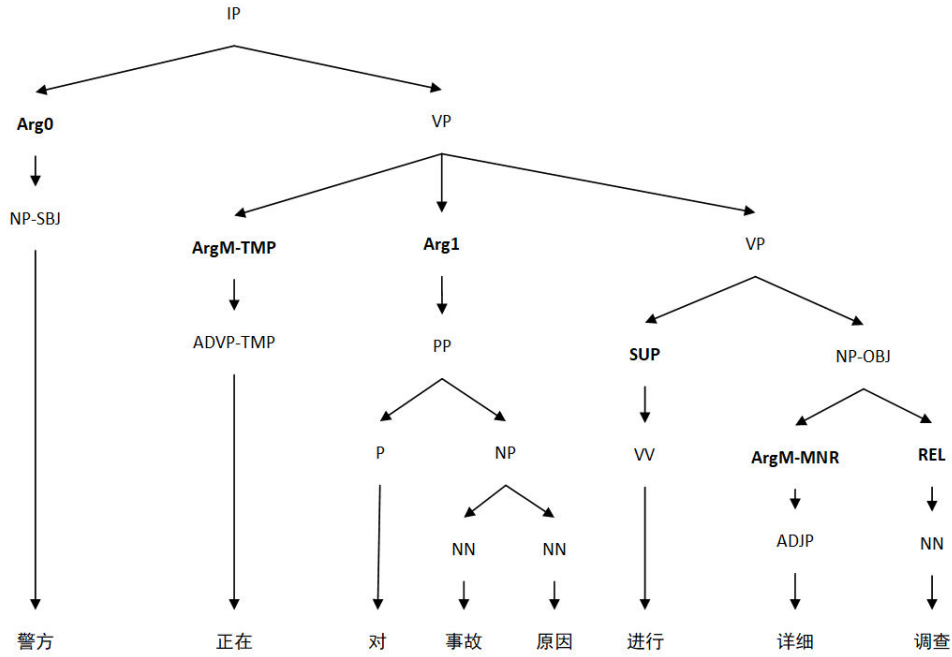 IP
Arg0 VP
NP-SBJ
ArgM-TMP Arg1 VP
ADVP-TMP PP
SUP NP-OBJ
P NP VV ArgM-MNR REL
NN NN ADJP NN
警方 正在 对 事故 原因 进行 详细 调查